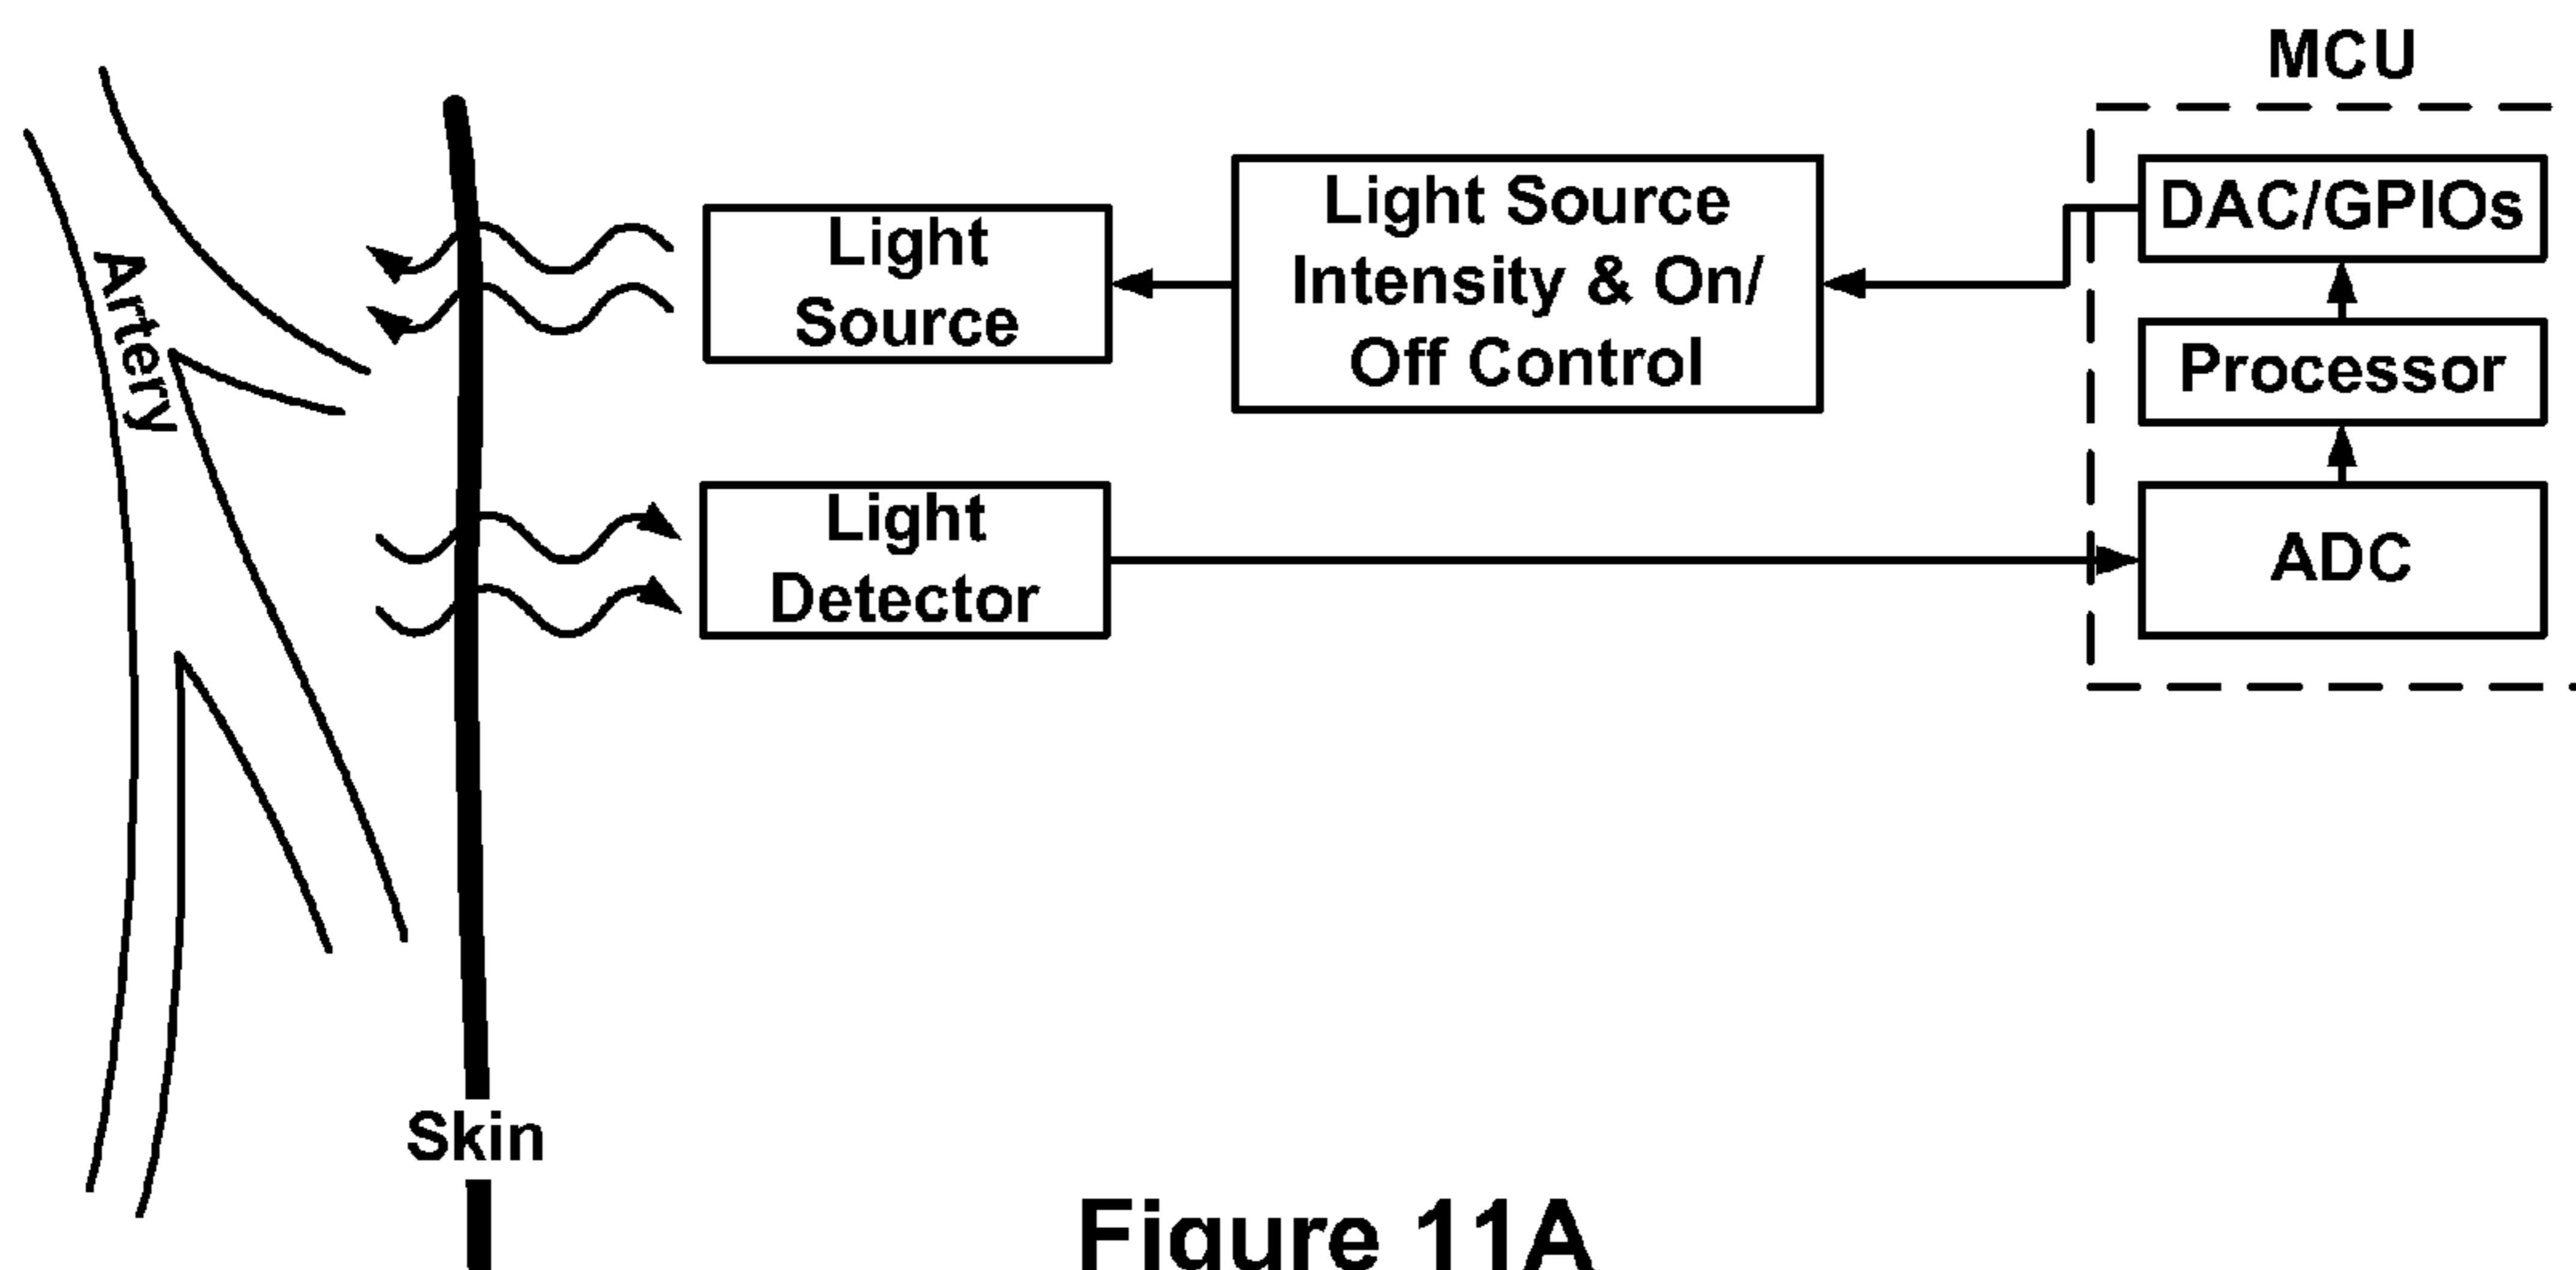 MCU
Artery
Light
Source
Light Source
Intensity & On/
Off Control
DAC/GPIOs
Processor
Light
Detector
ADC
Skin
Figure 11A